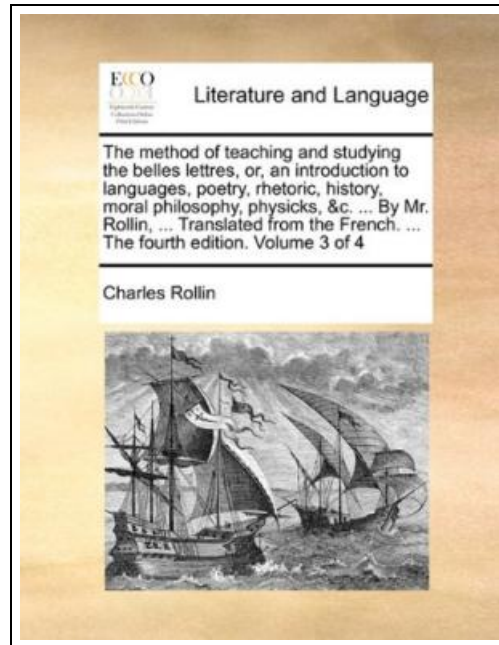 ECCO
Literature and Language
The method of teaching and studying
the belles lettres, or, an introduction to
languages, poetry, rhetoric, history,
moral philosophy, physicks, &c. ... By Mr.
Rollin, ... Translated from the French. ...
The fourth edition. Volume 3 of 4
Charles Rollin